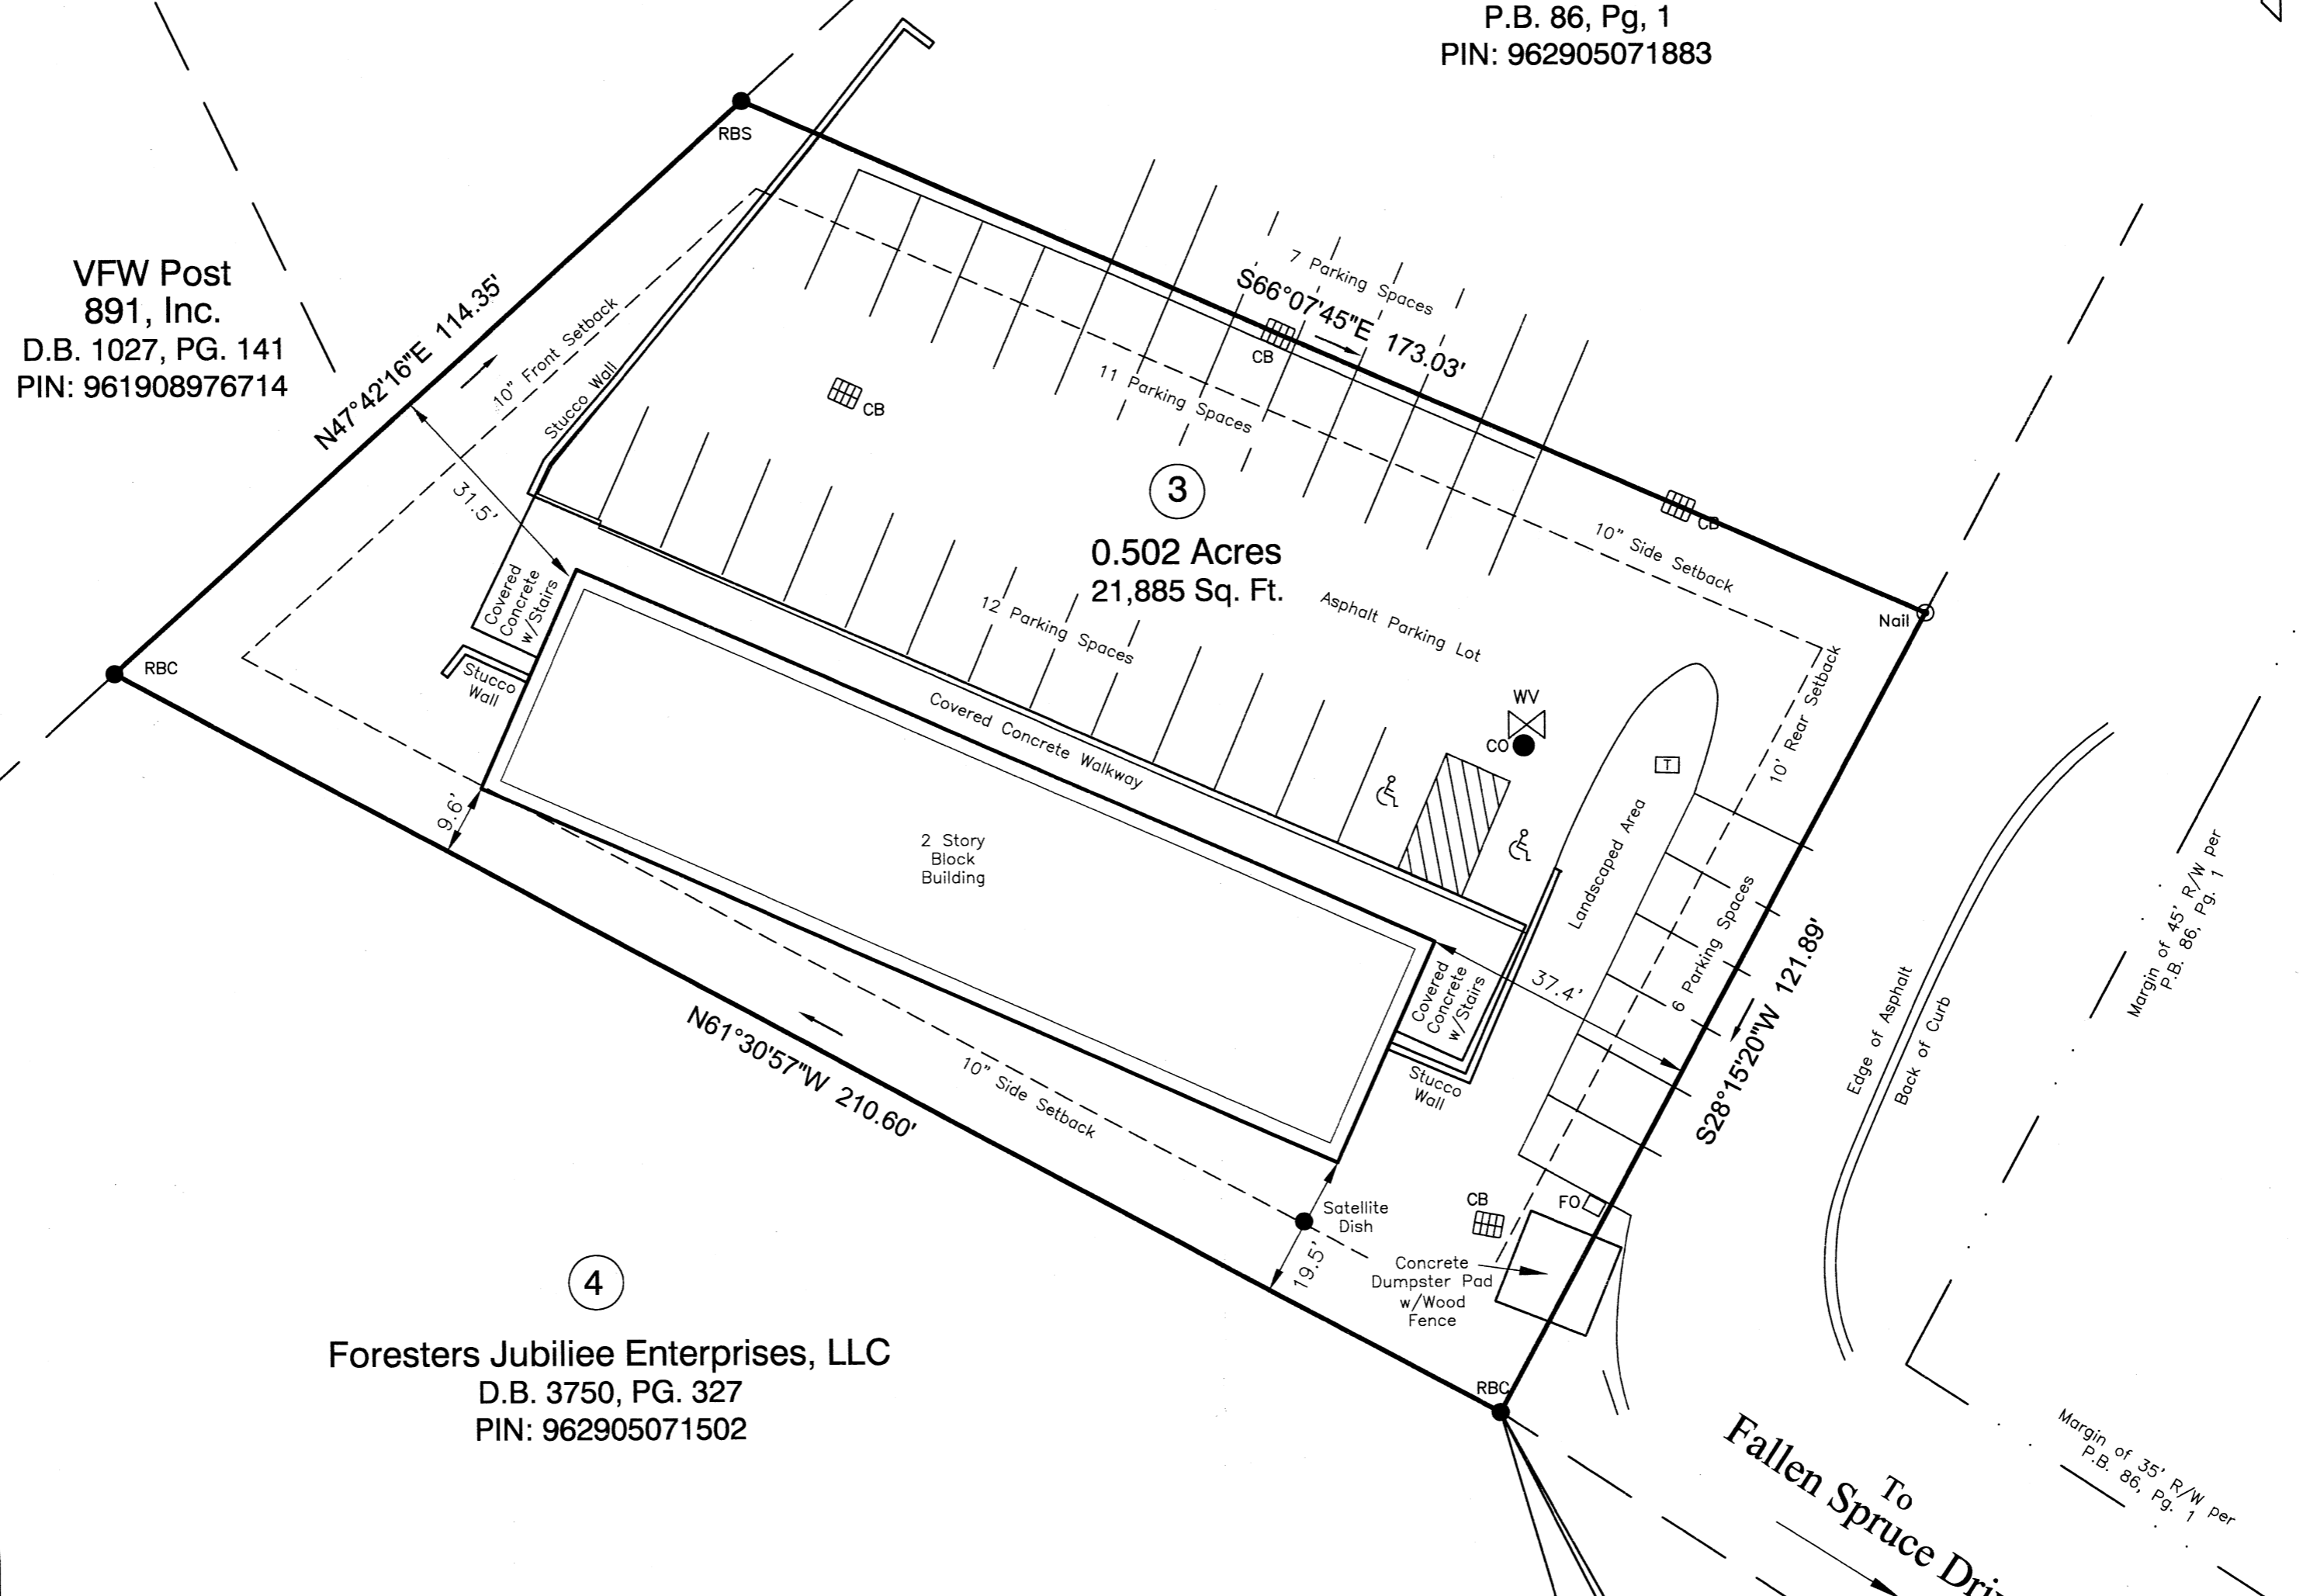 P.B. 86, Pg, 1
PIN: 962905071883
RBS
VFW Post
891, Inc.
D.B. 1027, PG. 141
PIN: 961908976714
N47°42'16"E 114.35'
10" Front Setback
Stucco Wall
31.5'
CB
7 Parking Spaces
S66°07'45"E 173.03'
CB
11 Parking Spaces
3
0.502 Acres
21,885 Sq. Ft.
10" Side Setback
CB
Nail
Asphalt Parking Lot
12 Parking Spaces
Covered
Concrete
w/Stairs
RBC
Stucco
Wall
Covered Concrete Walkway
WV
CO
T
10' Rear Setback
Landscaped Area
6 Parking Spaces
9.6'
2 Story
Block
Building
Covered
Concrete
w/Stairs
37.4'
S28°15'20"W 121.89'
Edge of Asphalt
Back of Curb
Margin of 45' R/W per
P.B. 86, Pg. 1
N61°30'57"W 210.60'
10" Side Setback
Stucco
Wall
Satellite
Dish
19.5'
CB
FO
Concrete
Dumpster Pad
w/Wood
Fence
RBC
4
Foresters Jubiliee Enterprises, LLC
D.B. 3750, PG. 327
PIN: 962905071502
To
Fallen Spruce Dri
Margin of 35' R/W per
P.B. 86, Pg. 1